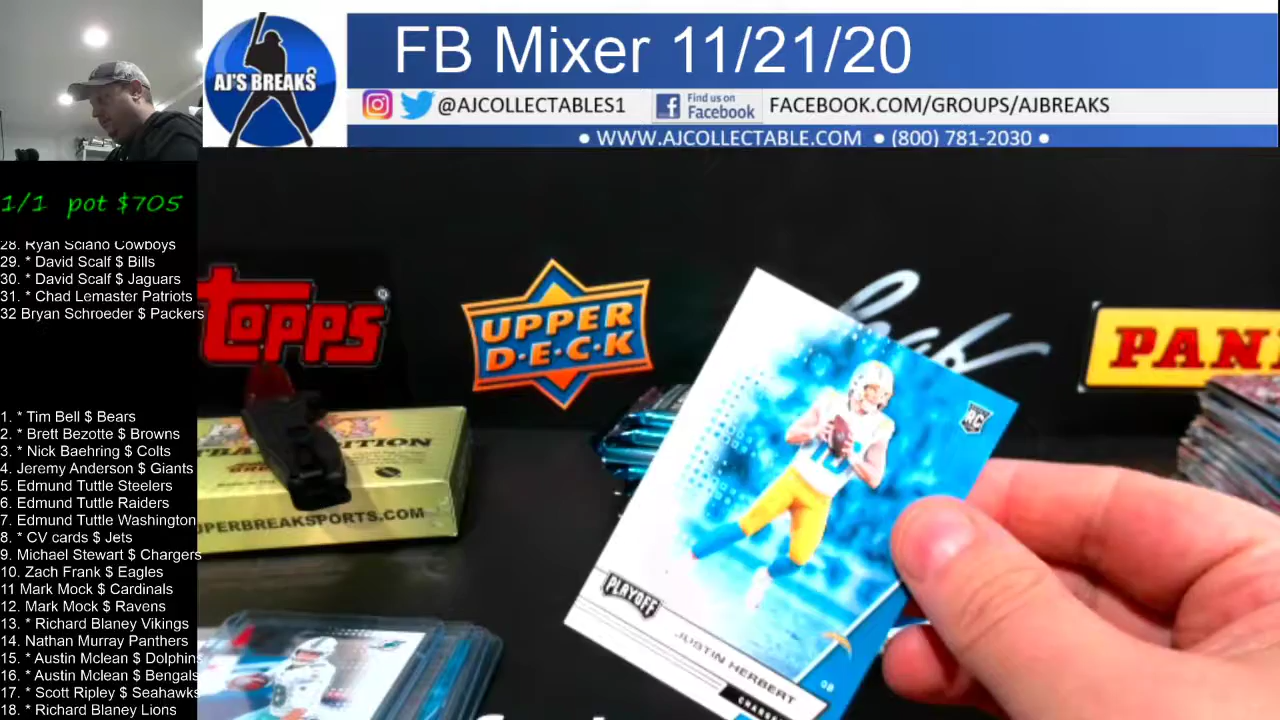 FB Mixer 11/21/20
AJ'S BREAKS
@AJCOLLECTABLES1
Find us on
Facebook
FACEBOOK.COM/GROUPS/AJBREAKS
● WWW.AJCOLLECTABLE.COM ● (800) 781-2030 ●
1/1 pot $705
28. Ryan Sciano Cowboys
29. * David Scalf $ Bills
30. * David Scalf $ Jaguars
31. * Chad Lemaster Patriots
32 Bryan Schroeder $ Packers
1. * Tim Bell $ Bears
2. * Brett Bezotte $ Browns
3. * Nick Baehring $ Colts
4. Jeremy Anderson $ Giants
5. Edmund Tuttle Steelers
6. Edmund Tuttle Raiders
7. Edmund Tuttle Washington
8. * CV cards $ Jets
9. Michael Stewart $ Chargers
10. Zach Frank $ Eagles
11 Mark Mock $ Cardinals
12. Mark Mock $ Ravens
13. * Richard Blaney Vikings
14. Nathan Murray Panthers
15. * Austin Mclean $ Dolphins
16. * Austin Mclean $ Bengals
17. * Scott Ripley $ Seahawks
18. * Richard Blaney Lions
topps
UPPER
D·E·C·K
PANI
RC
PLAYOFF
JUSTIN HERBERT
QB
UPERBREAKSPORTS.COM